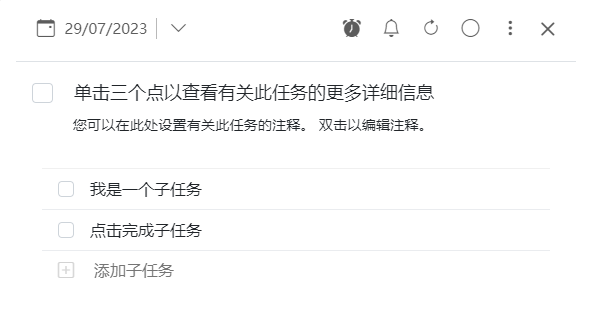 29/07/2023
单击三个点以查看有关此任务的更多详细信息
您可以在此处设置有关此任务的注释。 双击以编辑注释。
我是一个子任务
点击完成子任务
添加子任务